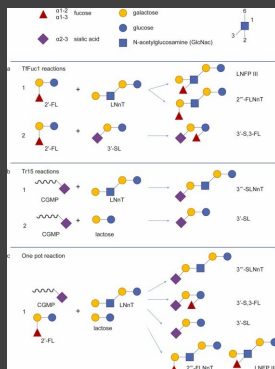 α1-2
α1-3 fucose
galactose
glucose
α2-3 sialic acid
N-acetylglucosamine (GlcNac)
6
1
3
2
a TfFuc1 reactions
1
2'-FL
+
LNnT
LNFP III
2'''-FLNnT
2
2'-FL
+
3'-SL
3'-S,3-FL
b Tr15 reactions
1
CGMP
+
LNnT
3'''-SLNnT
2
CGMP
+
lactose
3'-SL
c One pot reaction
1
CGMP
2'-FL
+
LNnT
lactose
3'''-SLNnT
3'-S,3-FL
3'-SL
2'''-FLNnT
LNFP III